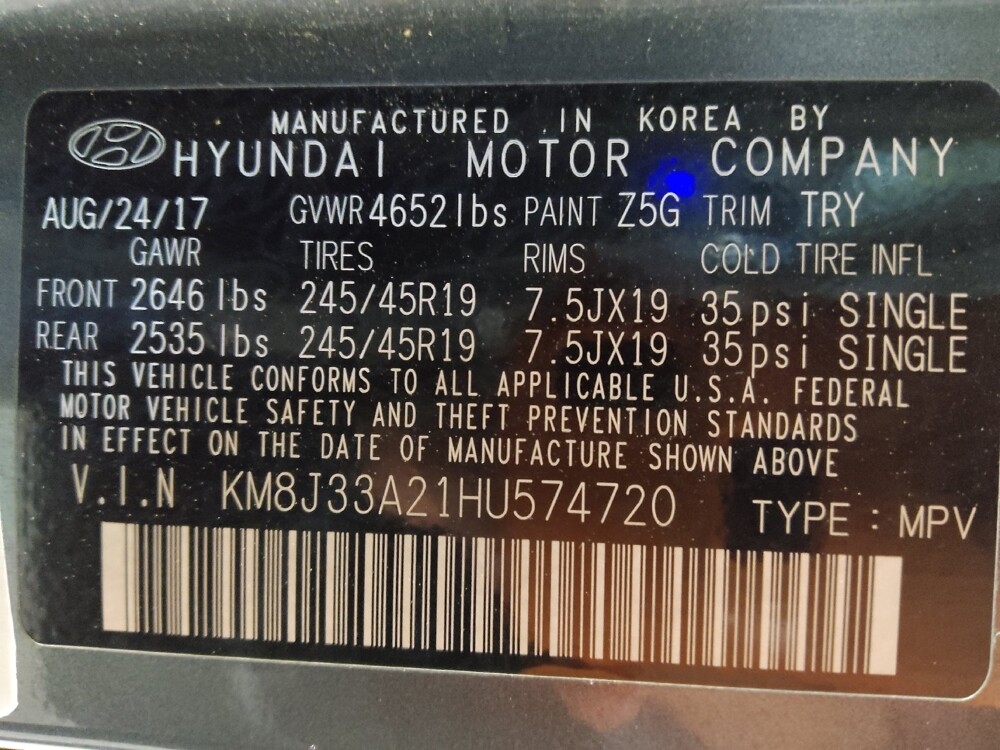 MANUFACTURED IN KOREA BY
HYUNDAI MOTOR COMPANY
AUG/24/17 GVWR 4652 lbs PAINT Z5G TRIM TRY
GAWR TIRES RIMS COLD TIRE INFL
FRONT 2646 lbs 245/45R19 7.5JX19 35psi SINGLE
REAR 2535 lbs 245/45R19 7.5JX19 35psi SINGLE
THIS VEHICLE CONFORMS TO ALL APPLICABLE U.S.A. FEDERAL
MOTOR VEHICLE SAFETY AND THEFT PREVENTION STANDARDS
IN EFFECT ON THE DATE OF MANUFACTURE SHOWN ABOVE
V.I.N KM8J33A21HU574720 TYPE : MPV